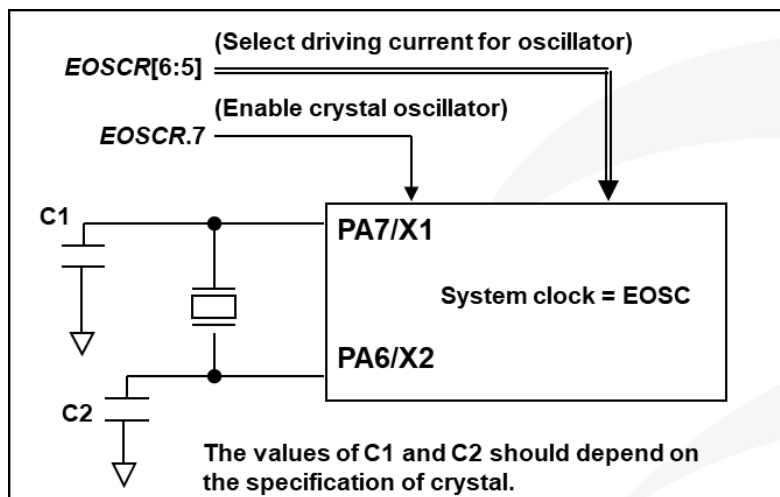 (Select driving current for oscillator)
EOSCR[6:5]
(Enable crystal oscillator)
EOSCR.7
C1
PA7/X1
System clock = EOSC
PA6/X2
C2
The values of C1 and C2 should depend on
the specification of crystal.